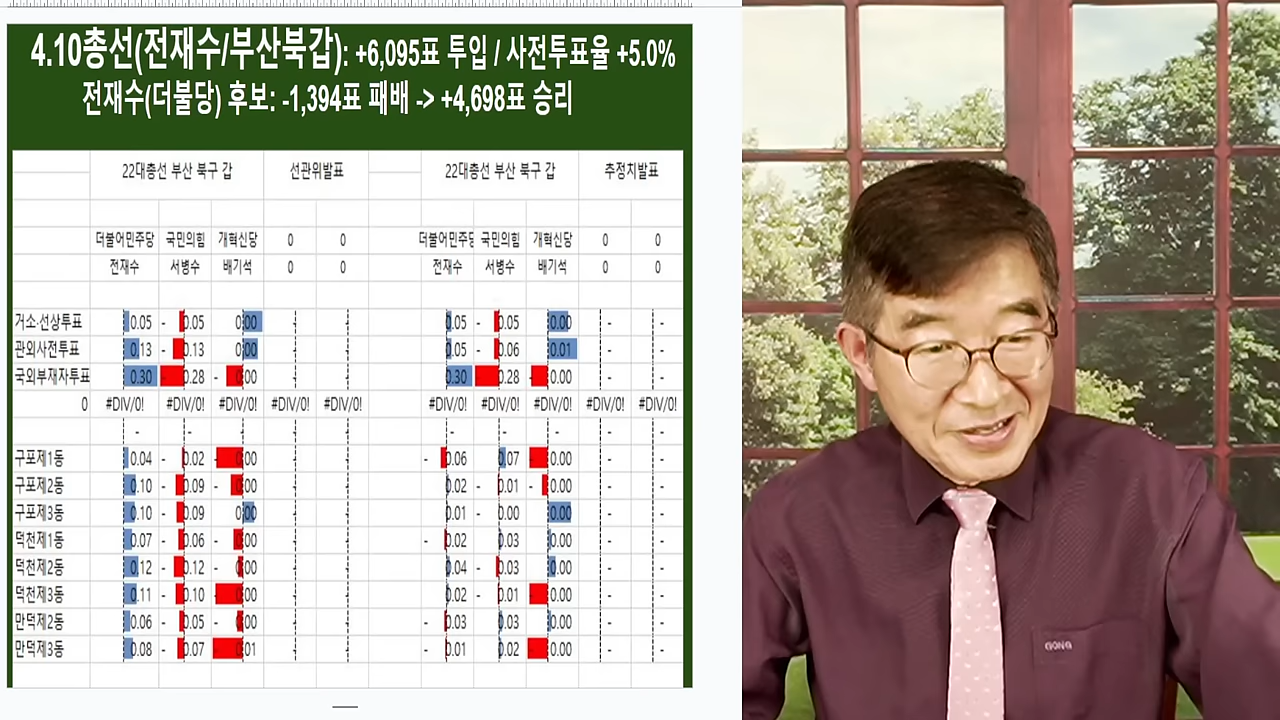 4.10총선(전재수/부산북갑): +6,095표 투입 / 사전투표율 +5.0%
전재수(더불당) 후보: -1,394표 패배 -> +4,698표 승리
22대총선 부산 북구 갑 선관위발표 22대총선 부산 북구 갑 추정치발표
더불어민주당 국민의힘 개혁신당 0 0 더불어민주당 국민의힘 개혁신당 0 0
전재수 서병수 배기석 0 0 전재수 서병수 배기석 0 0
거소·선상투표 0.05 - 0.05 0.00 - - 0.05 - 0.05 0.00 - -
관외사전투표 0.13 - 0.13 0.00 - - 0.05 - 0.06 0.01 - -
국외부재자투표 0.30 - 0.28 - 0.00 - - 0.30 - 0.28 - 0.00 - -
0 #DIV/0! #DIV/0! #DIV/0! #DIV/0! #DIV/0! #DIV/0! #DIV/0! #DIV/0! #DIV/0! #DIV/0!
- - - - - -
구포제1동 0.04 - 0.02 - 0.00 - - - 0.06 0.07 - 0.00 - -
구포제2동 0.10 - 0.09 - 0.00 - - 0.02 - 0.01 - 0.00 - -
구포제3동 0.10 - 0.09 0.00 - - 0.01 - 0.00 0.00 - -
덕천제1동 0.07 - 0.06 - 0.00 - - - 0.02 0.03 0.00 - -
덕천제2동 0.12 - 0.12 - 0.00 - - 0.04 - 0.03 0.00 - -
덕천제3동 0.11 - 0.10 - 0.00 - - 0.02 - 0.01 - 0.00 - -
만덕제2동 0.06 - 0.05 - 0.00 - - - 0.03 0.03 0.00 - -
만덕제3동 0.08 - 0.07 - 0.01 - - - 0.01 0.02 - 0.00 - -
GONG